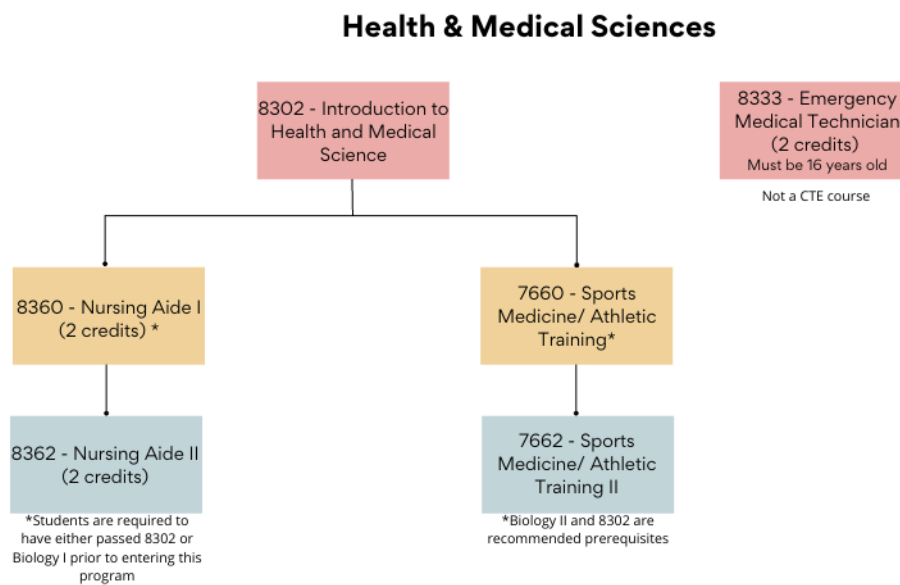 Health & Medical Sciences
8302 - Introduction to
Health and Medical
Science
8333 - Emergency
Medical Technician
(2 credits)
Must be 16 years old
Not a CTE course
8360 - Nursing Aide I
(2 credits) *
7660 - Sports
Medicine/ Athletic
Training*
8362 - Nursing Aide II
(2 credits)
7662 - Sports
Medicine/ Athletic
Training II
*Students are required to
have either passed 8302 or
Biology I prior to entering this
program
*Biology II and 8302 are
recommended prerequisites